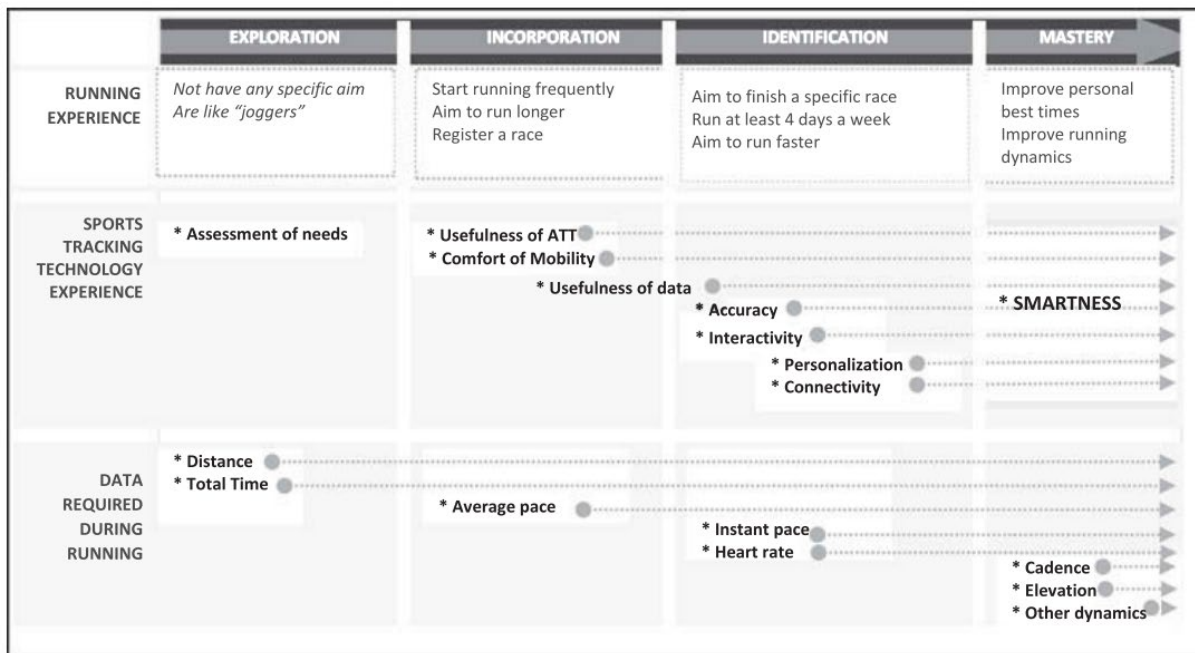 EXPLORATION
INCORPORATION
IDENTIFICATION
MASTERY
RUNNING
EXPERIENCE
Not have any specific aim
Are like "joggers"
Start running frequently
Aim to run longer
Register a race
Aim to finish a specific race
Run at least 4 days a week
Aim to run faster
Improve personal
best times
Improve running
dynamics
SPORTS
TRACKING
TECHNOLOGY
EXPERIENCE
* Assessment of needs
* Usefulness of ATT
* Comfort of Mobility
* Usefulness of data
* Accuracy
* Interactivity
* Personalization
* Connectivity
* SMARTNESS
DATA
REQUIRED
DURING
RUNNING
* Distance
* Total Time
* Average pace
* Instant pace
* Heart rate
* Cadence
* Elevation
* Other dynamics